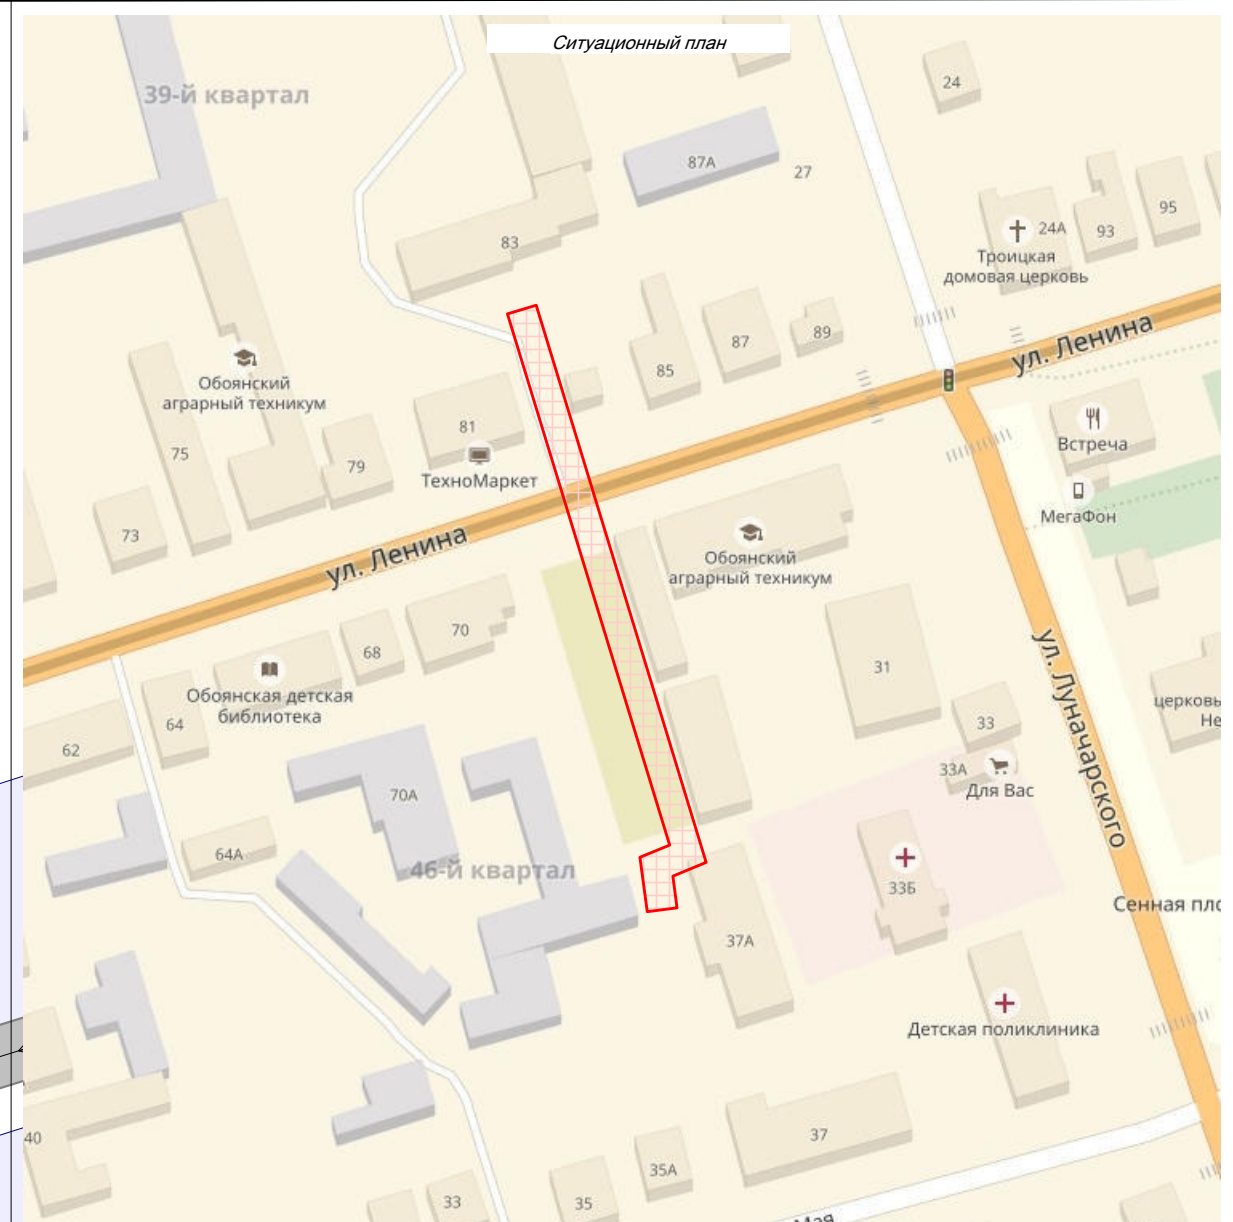 Ситуационный план
24
39-й квартал
87А
27
95
24А
93
Троицкая
домовая церковь
83
ул. Ленина
89
87
85
Обоянский
аграрный техникум
81
ТехноМаркет
75
79
73
Встреча
МегаФон
ул. Ленина
Обоянский
аграрный техникум
70
68
31
ул. Луначарского
Обоянская детская
библиотека
64
62
33
церковь
Не
33А
Для Вас
70А
64А
46-й квартал
33Б
Сенная пло
37А
Детская поликлиника
40
37
35А
33
35
Мая